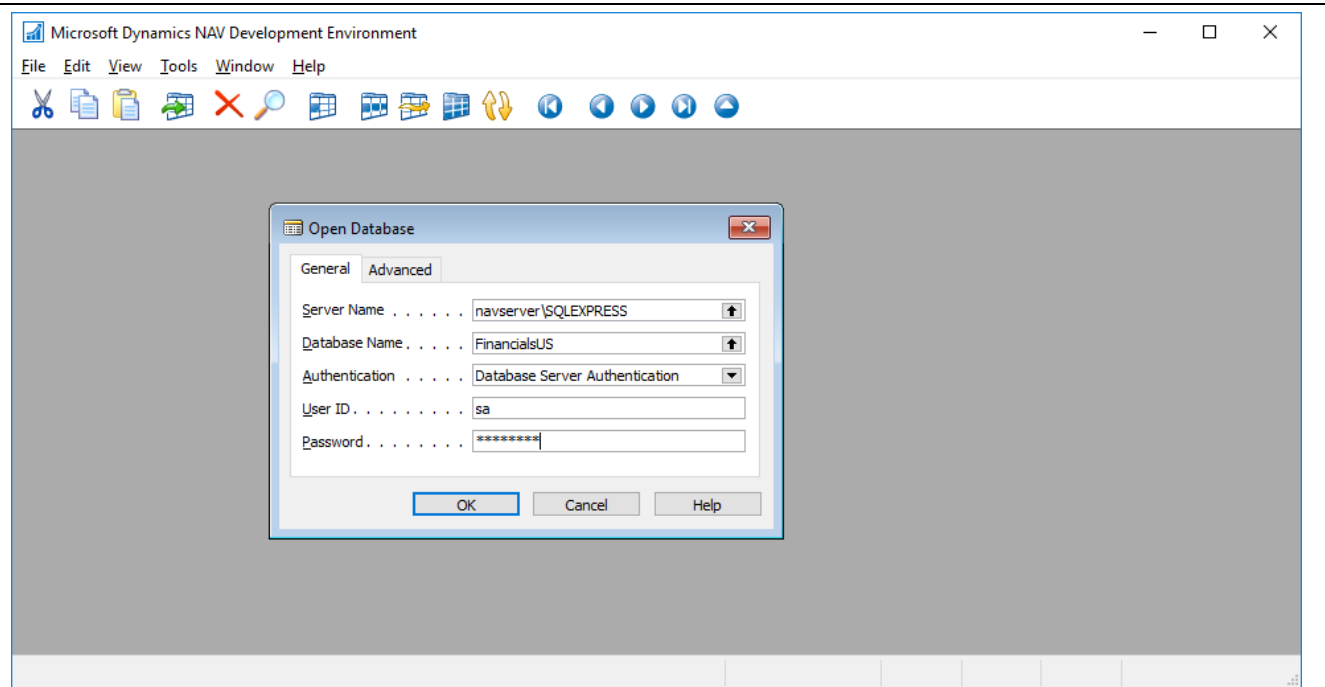 Microsoft Dynamics NAV Development Environment
File Edit View Tools Window Help
Open Database
General Advanced
Server Name . . . . . . navserver\SQLEXPRESS
Database Name . . . . . FinancialsUS
Authentication . . . . . Database Server Authentication
User ID . . . . . . . . . sa
Password . . . . . . . . ********
OK Cancel Help